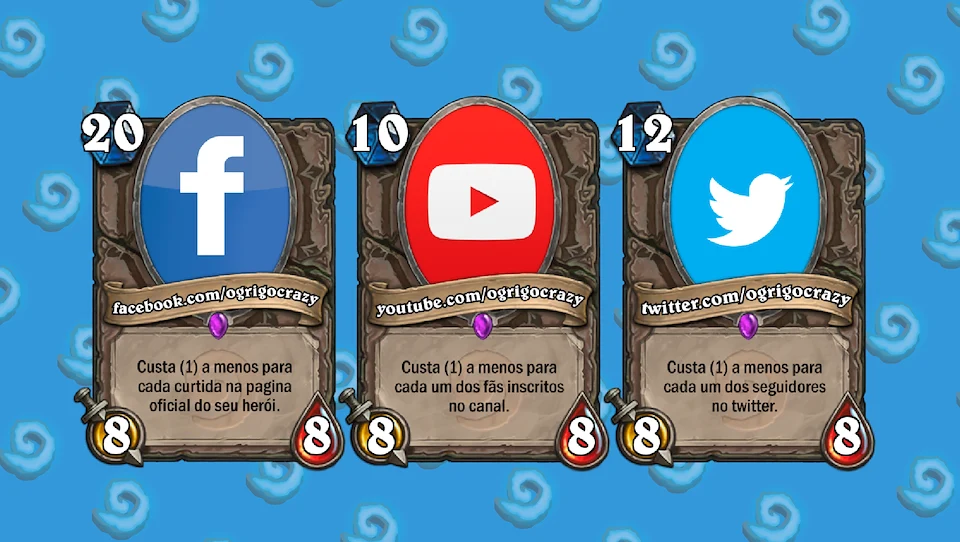 20
facebook.com/ogrigocrazy
Custa (1) a menos para
cada curtida na pagina
oficial do seu herói.
8
8
10
youtube.com/ogrigocrazy
Custa (1) a menos para
cada um dos fãs inscritos
no canal.
8
8
12
twitter.com/ogrigocrazy
Custa (1) a menos para
cada um dos seguidores
no twitter.
8
8